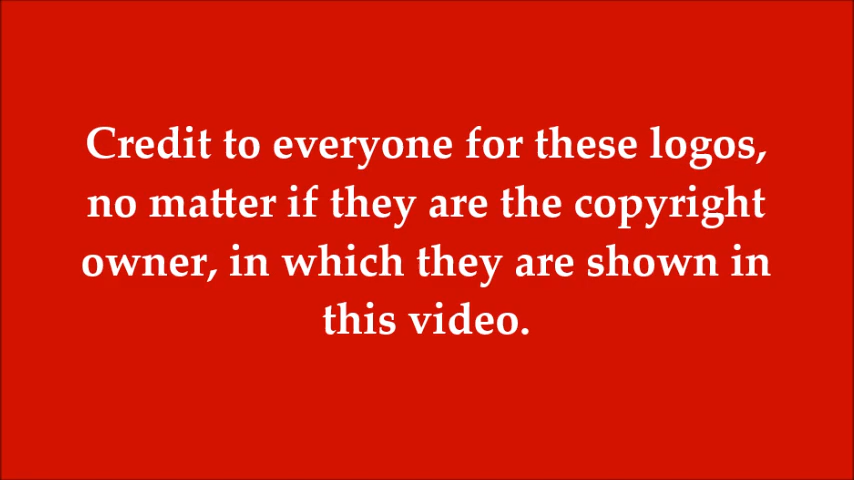 Credit to everyone for these logos,
no matter if they are the copyright
owner, in which they are shown in
this video.